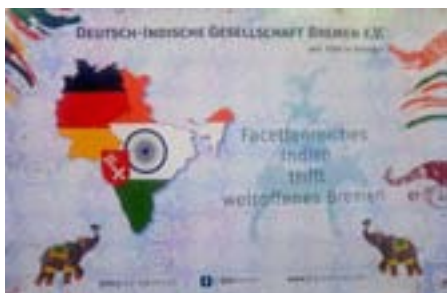 DEUTSCH-INDISCHE GESELLSCHAFT BREMEN e.V.
Facettenreiches
Indien
trifft
weltoffenes Bremen